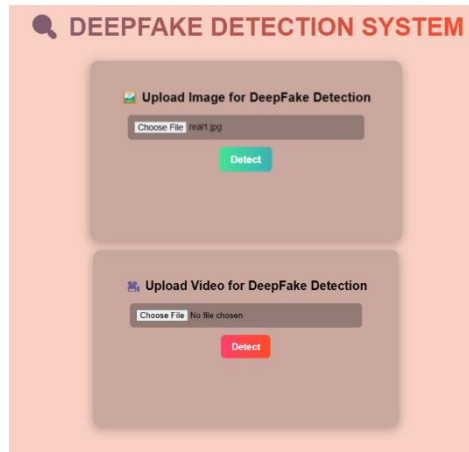 DEEPFAKE DETECTION SYSTEM
Upload Image for DeepFake Detection
Choose File real1.jpg
Detect
Upload Video for DeepFake Detection
Choose File No file chosen
Detect